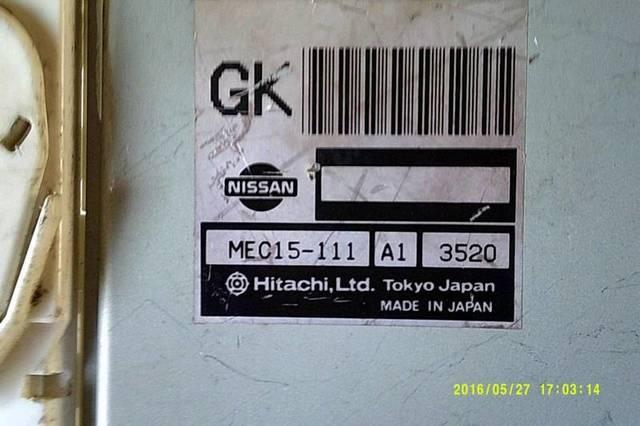 GK
NISSAN
MEC15-111 A1 3520
Hitachi,Ltd. Tokyo Japan
MADE IN JAPAN
2016/05/27 17:03:14